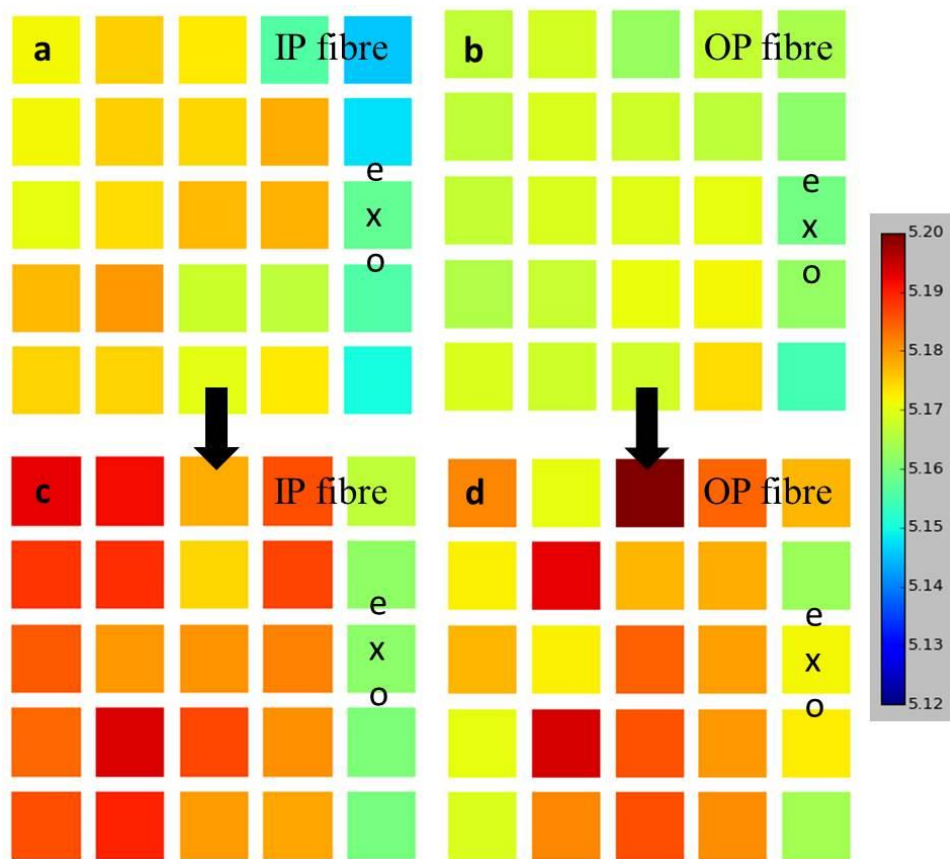 a IP fibre
e
x
o
b OP fibre
e
x
o
c IP fibre
e
x
o
d OP fibre
e
x
o
5.20
5.19
5.18
5.17
5.16
5.15
5.14
5.13
5.12